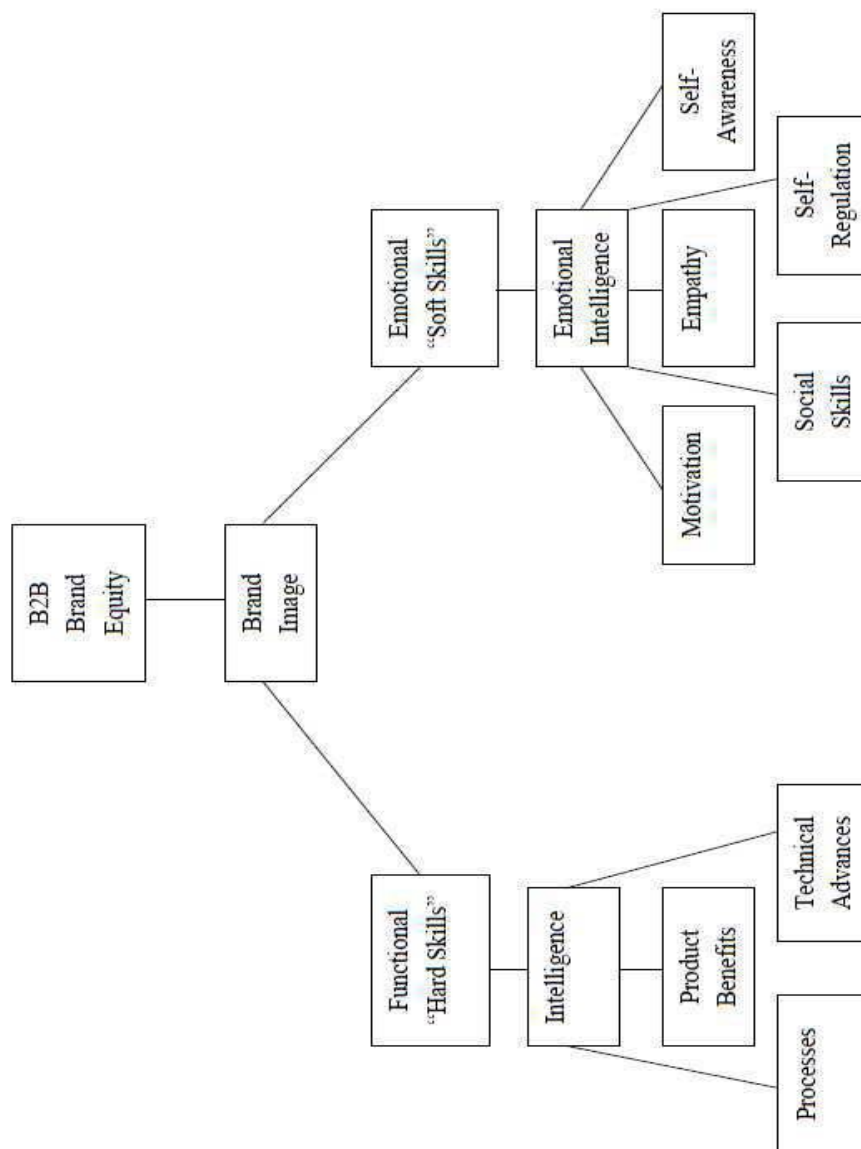 B2B
Brand
Equity
Brand
Image
Functional
“Hard Skills”
Emotional
“Soft Skills”
Intelligence
Emotional
Intelligence
Product
Benefits
Motivation
Empathy
Self-
Awareness
Processes
Technical
Advances
Social
Skills
Self-
Regulation